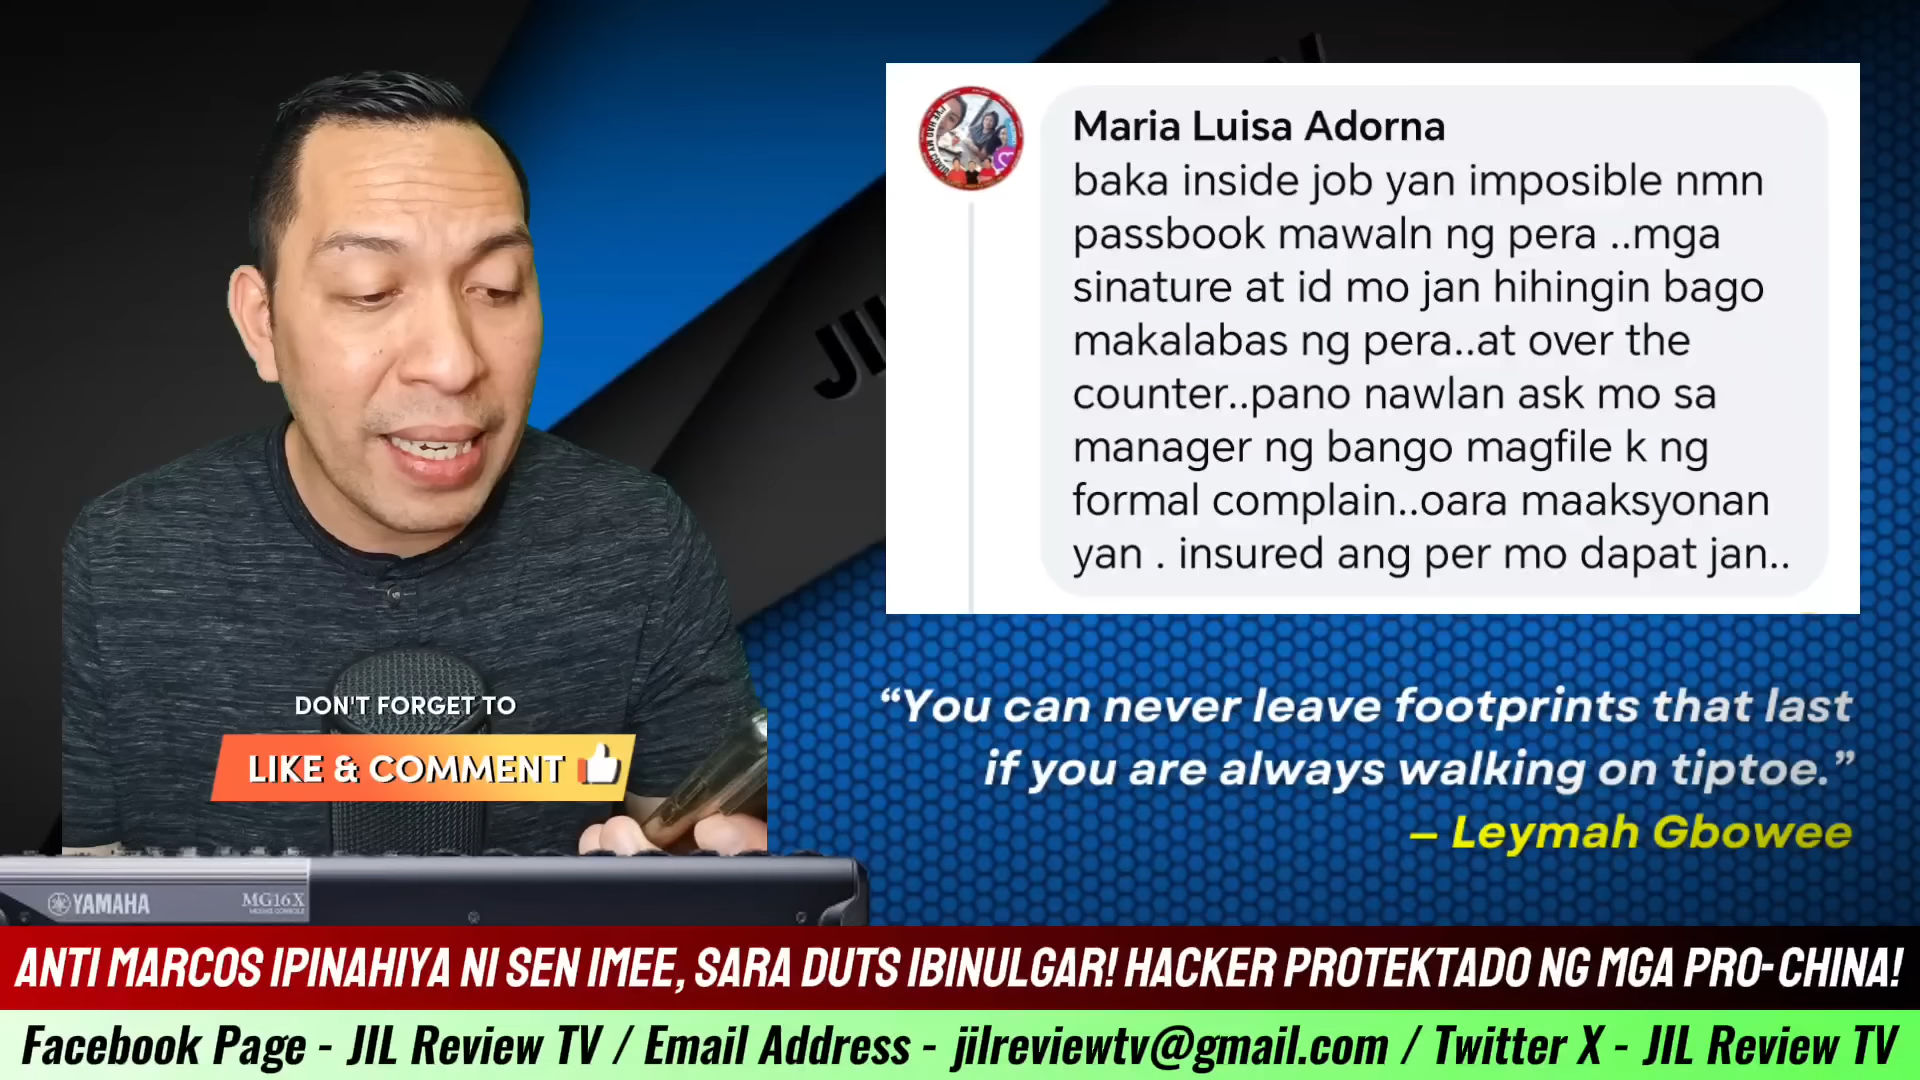 Maria Luisa Adorna
baka inside job yan imposible nmn
passbook mawaln ng pera ..mga
sinature at id mo jan hihingin bago
makalabas ng pera..at over the
counter..pano nawlan ask mo sa
manager ng bango magfile k ng
formal complain..oara maaksyonan
yan . insured ang per mo dapat jan..
“You can never leave footprints that last
if you are always walking on tiptoe.”
– Leymah Gbowee
DON'T FORGET TO
LIKE & COMMENT
YAMAHA
MG16X
MIXING CONSOLE
ANTI MARCOS IPINAHIYA NI SEN IMEE, SARA DUTS IBINULGAR! HACKER PROTEKTADO NG MGA PRO-CHINA!
Facebook Page - JIL Review TV / Email Address - jilreviewtv@gmail.com / Twitter X - JIL Review TV